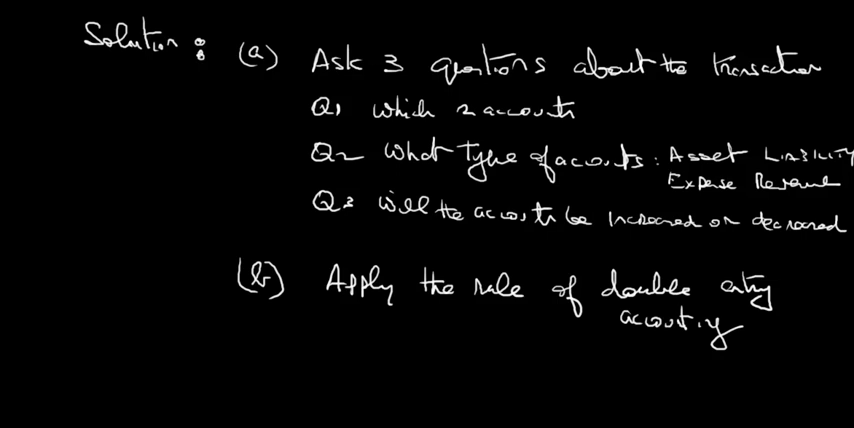 Solution : (a) Ask 3 questions about the transaction
Q1 which 2 accounts
Q2 What type of accounts : Asset LIABILITY
Expense Revenue
Q3 Will the accounts be increased or decreased
(b) Apply the rule of double entry
accounting